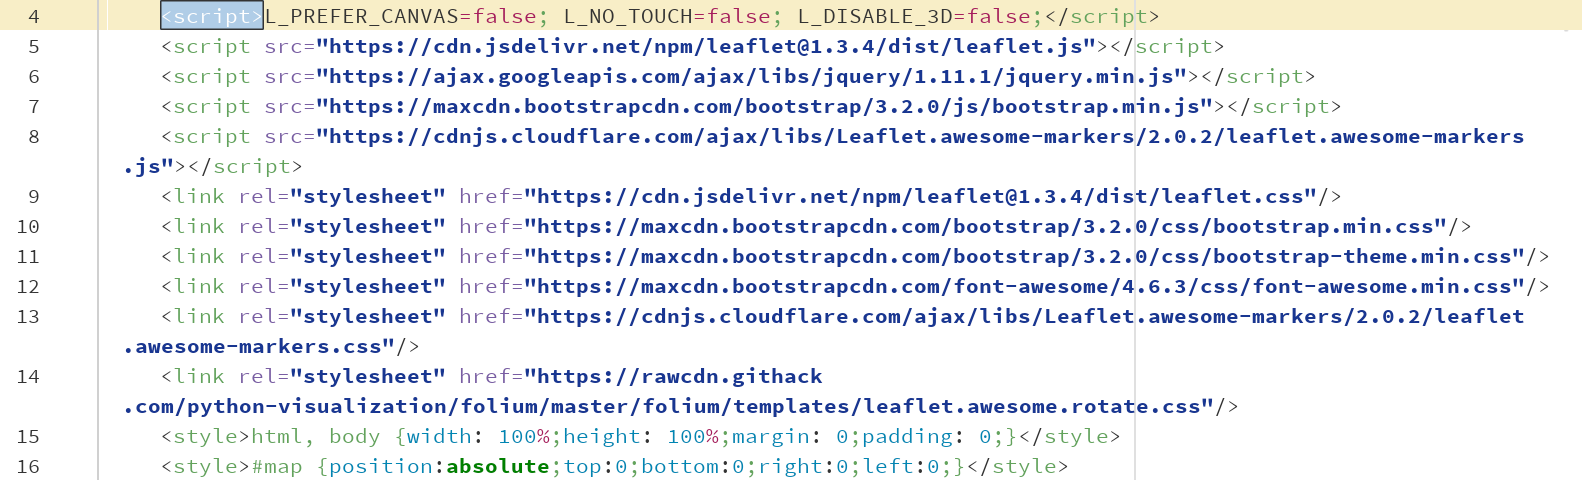 4 <script>L_PREFER_CANVAS=false; L_NO_TOUCH=false; L_DISABLE_3D=false;</script>
5 <script src="https://cdn.jsdelivr.net/npm/leaflet@1.3.4/dist/leaflet.js"></script>
6 <script src="https://ajax.googleapis.com/ajax/libs/jquery/1.11.1/jquery.min.js"></script>
7 <script src="https://maxcdn.bootstrapcdn.com/bootstrap/3.2.0/js/bootstrap.min.js"></script>
8 <script src="https://cdnjs.cloudflare.com/ajax/libs/Leaflet.awesome-markers/2.0.2/leaflet.awesome-markers
.js"></script>
9 <link rel="stylesheet" href="https://cdn.jsdelivr.net/npm/leaflet@1.3.4/dist/leaflet.css"/>
10 <link rel="stylesheet" href="https://maxcdn.bootstrapcdn.com/bootstrap/3.2.0/css/bootstrap.min.css"/>
11 <link rel="stylesheet" href="https://maxcdn.bootstrapcdn.com/bootstrap/3.2.0/css/bootstrap-theme.min.css"/>
12 <link rel="stylesheet" href="https://maxcdn.bootstrapcdn.com/font-awesome/4.6.3/css/font-awesome.min.css"/>
13 <link rel="stylesheet" href="https://cdnjs.cloudflare.com/ajax/libs/Leaflet.awesome-markers/2.0.2/leaflet
.awesome-markers.css"/>
14 <link rel="stylesheet" href="https://rawcdn.githack
.com/python-visualization/folium/master/folium/templates/leaflet.awesome.rotate.css"/>
15 <style>html, body {width: 100%;height: 100%;margin: 0;padding: 0;}</style>
16 <style>#map {position:absolute;top:0;bottom:0;right:0;left:0;}</style>